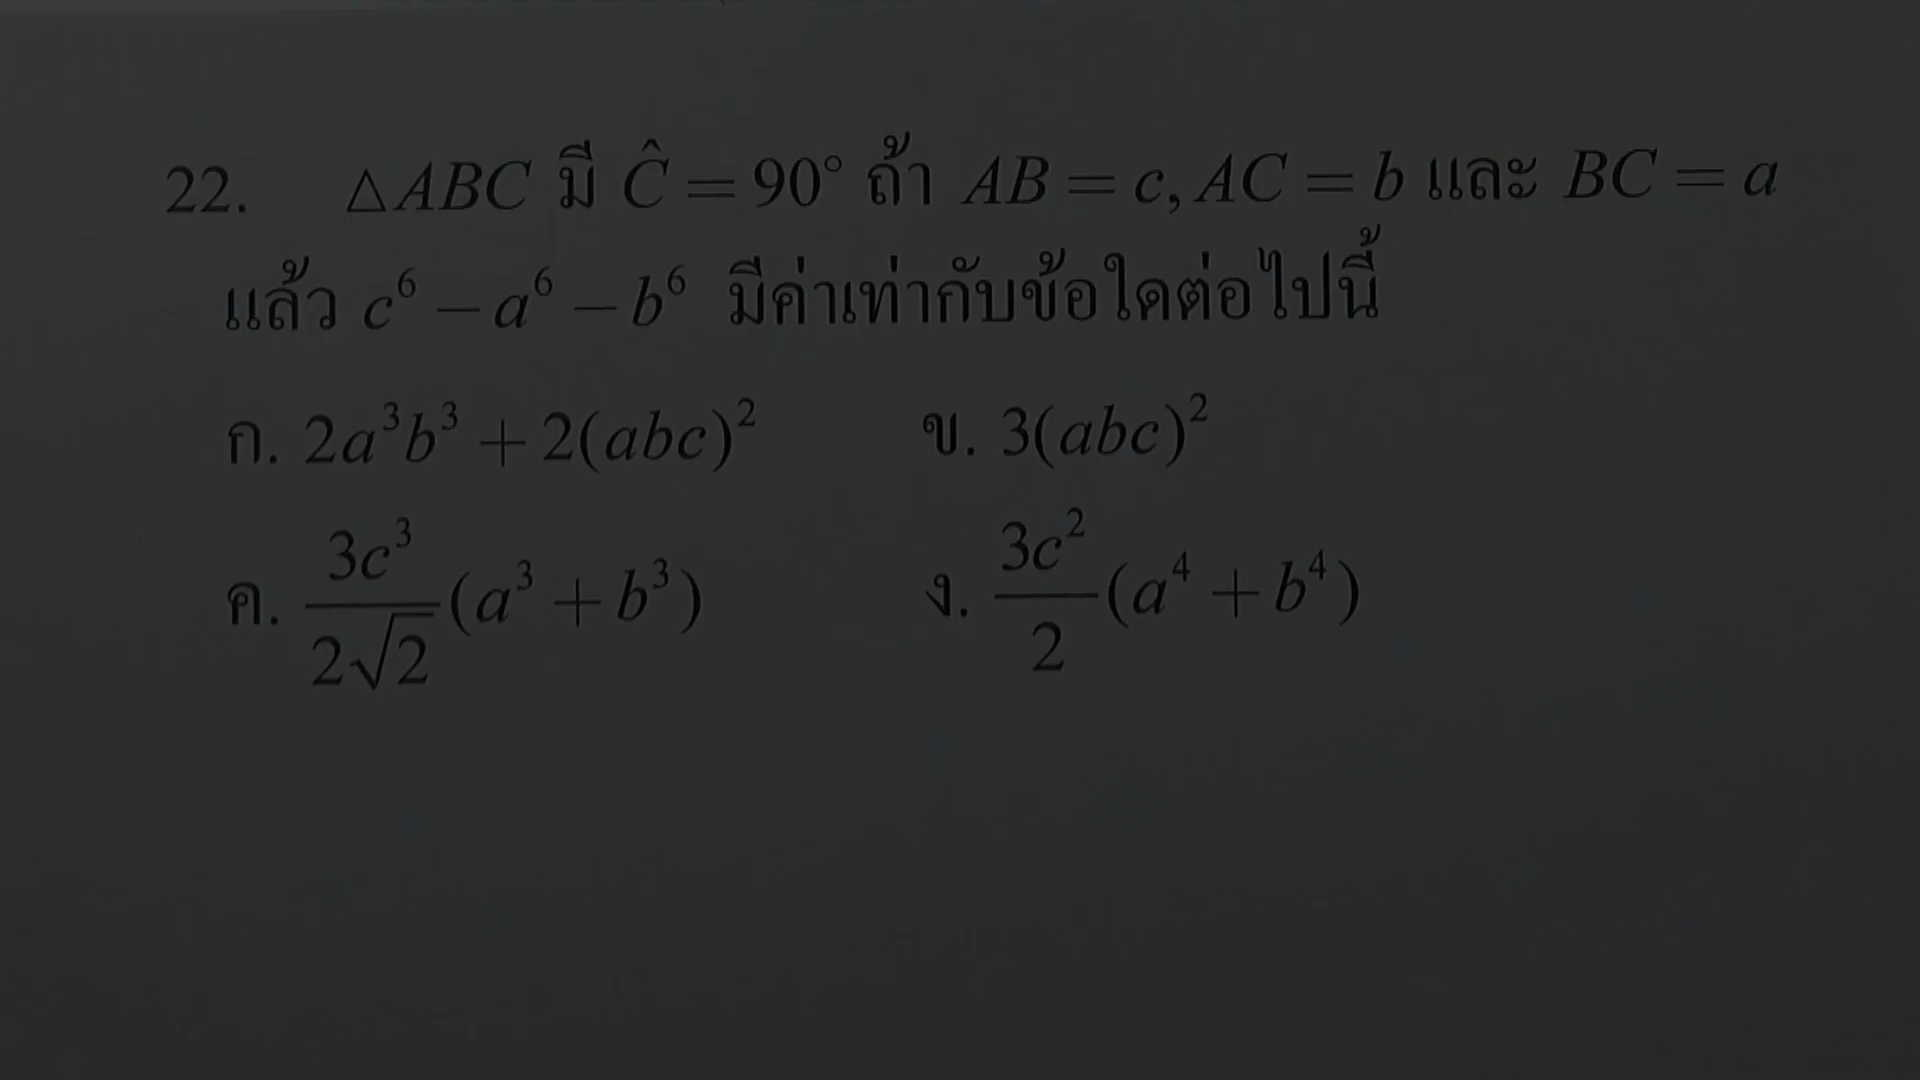 22. △ABC มี Ĉ = 90° ถ้า AB = c, AC = b และ BC = a
แล้ว c⁶ − a⁶ − b⁶ มีค่าเท่ากับข้อใดต่อไปนี้
ก. 2a³b³ + 2(abc)² ข. 3(abc)²
ค. \frac{3c³}{2√2}(a³ + b³) ง. \frac{3c²}{2}(a⁴ + b⁴)